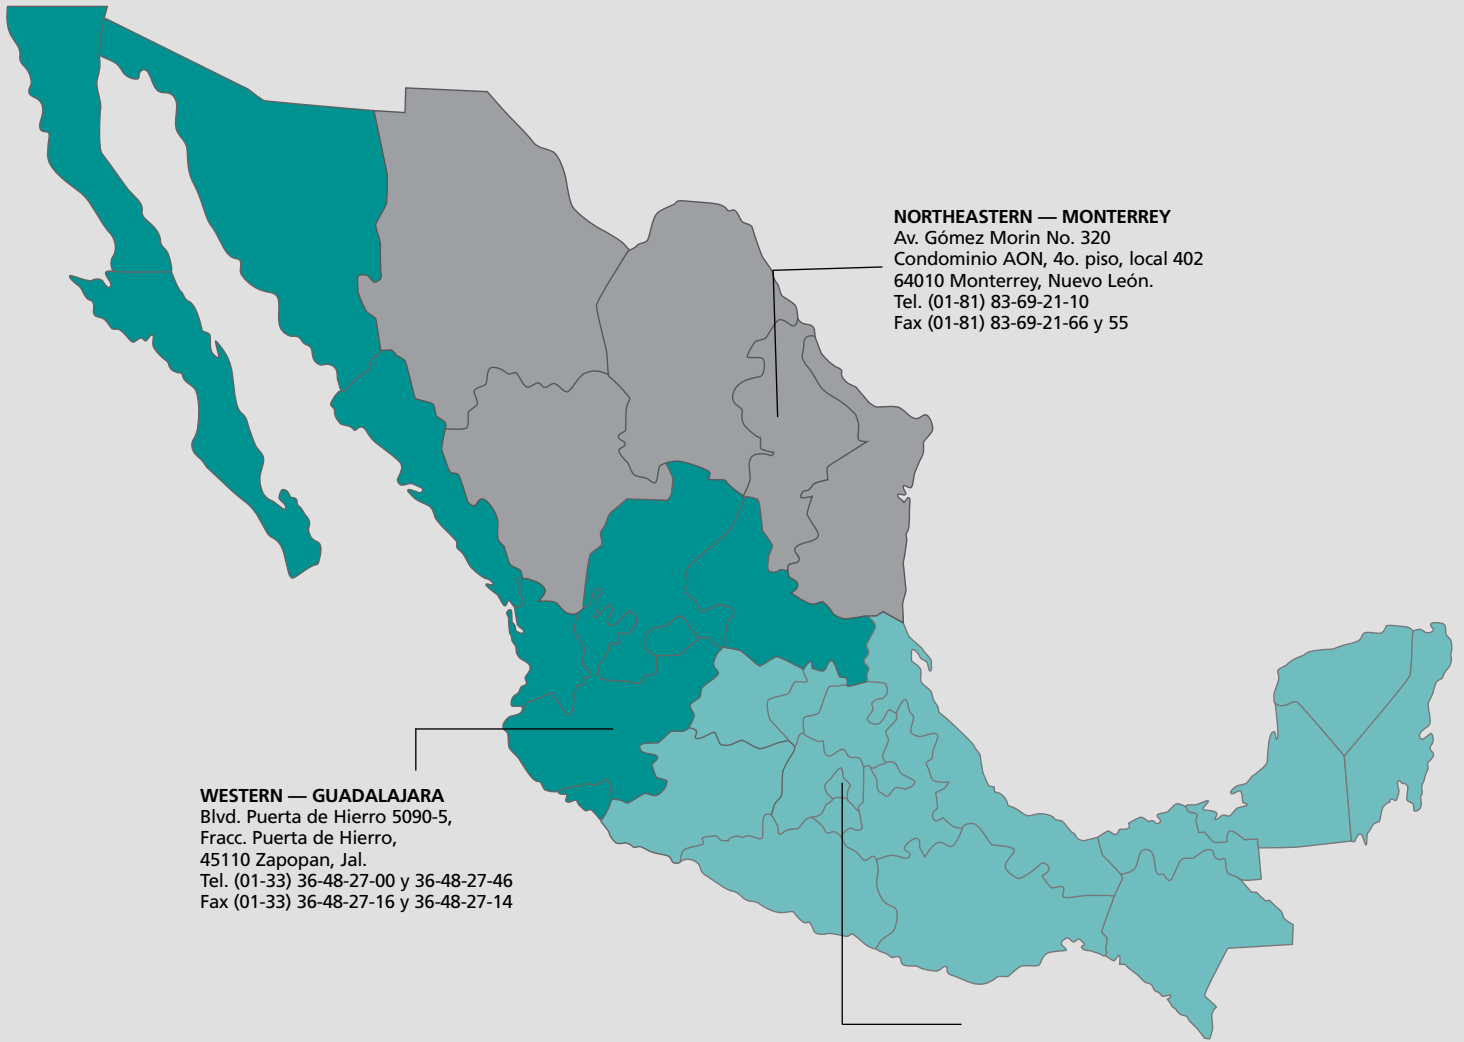 NORTHEASTERN — MONTERREY
Av. Gómez Morin No. 320
Condominio AON, 4o. piso, local 402
64010 Monterrey, Nuevo León.
Tel. (01-81) 83-69-21-10
Fax (01-81) 83-69-21-66 y 55
WESTERN — GUADALAJARA
Blvd. Puerta de Hierro 5090-5,
Fracc. Puerta de Hierro,
45110 Zapopan, Jal.
Tel. (01-33) 36-48-27-00 y 36-48-27-46
Fax (01-33) 36-48-27-16 y 36-48-27-14